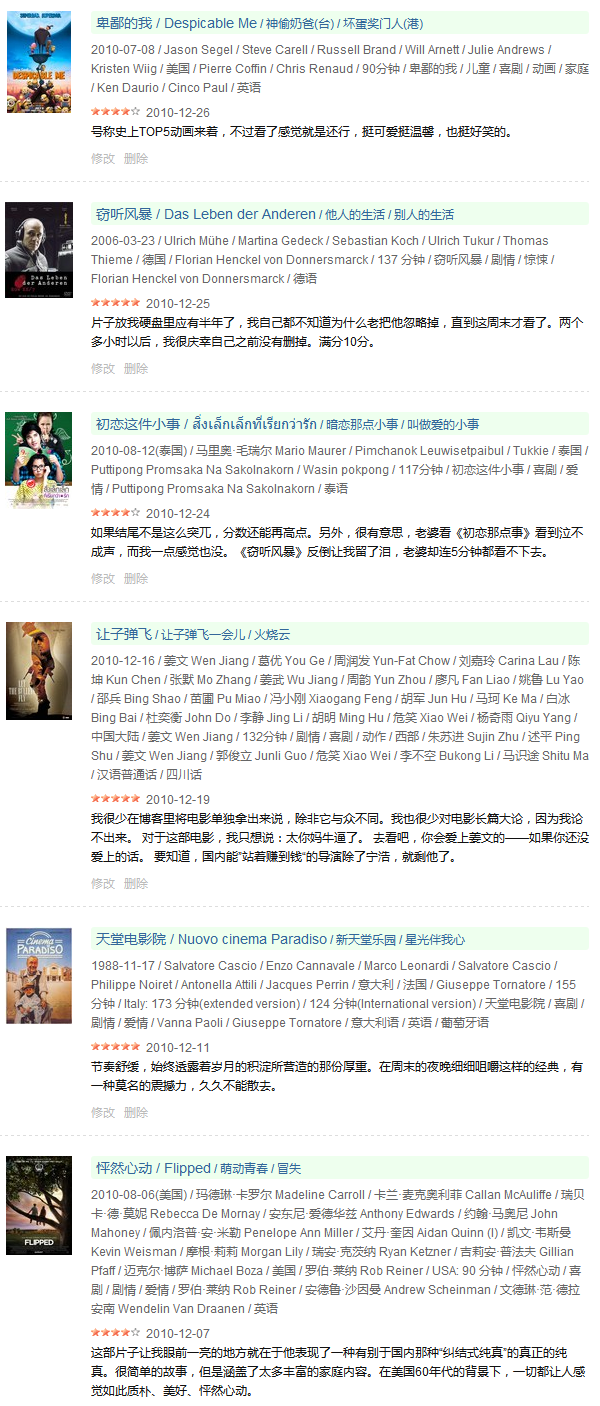 卑鄙的我 / Despicable Me / 神偷奶爸(台) / 坏蛋奖门人(港)
2010-07-08 / Jason Segel / Steve Carell / Russell Brand / Will Arnett / Julie Andrews /
Kristen Wiig / 美国 / Pierre Coffin / Chris Renaud / 90分钟 / 卑鄙的我 / 儿童 / 喜剧 / 动画 / 家庭
/ Ken Daurio / Cinco Paul / 英语
2010-12-26
号称史上TOP5动画来着，不过看了感觉就是还行，挺可爱挺温馨，也挺好笑的。
修改 删除
窃听风暴 / Das Leben der Anderen / 他人的生活 / 别人的生活
2006-03-23 / Ulrich Mühe / Martina Gedeck / Sebastian Koch / Ulrich Tukur / Thomas
Thieme / 德国 / Florian Henckel von Donnersmarck / 137 分钟 / 窃听风暴 / 剧情 / 惊悚 /
Florian Henckel von Donnersmarck / 德语
2010-12-25
片子放我硬盘里应有半年了，我自己都不知道为什么老把他忽略掉，直到这周末才看了。两个
多小时以后，我很庆幸自己之前没有删掉。满分10分。
修改 删除
初恋这件小事 / สิ่งเล็กเล็กที่เรียกว่ารัก / 暗恋那点小事 / 叫做爱的小事
2010-08-12(泰国) / 马里奥·毛瑞尔 Mario Maurer / Pimchanok Leuwisetpaibul / Tukkie / 泰国 /
Puttipong Promsaka Na Sakolnakorn / Wasin pokpong / 117分钟 / 初恋这件小事 / 喜剧 / 爱
情 / Puttipong Promsaka Na Sakolnakorn / 泰语
2010-12-24
如果结尾不是这么突兀，分数还能再高点。另外，很有意思，老婆看《初恋那点事》看到泣不
成声，而我一点感觉也没。《窃听风暴》反倒让我留了泪，老婆却连5分钟都看不下去。
修改 删除
让子弹飞 / 让子弹飞一会儿 / 火烧云
2010-12-16 / 姜文 Wen Jiang / 葛优 You Ge / 周润发 Yun-Fat Chow / 刘嘉玲 Carina Lau / 陈
坤 Kun Chen / 张默 Mo Zhang / 姜武 Wu Jiang / 周韵 Yun Zhou / 廖凡 Fan Liao / 姚鲁 Lu Yao
/ 邵兵 Bing Shao / 苗圃 Pu Miao / 冯小刚 Xiaogang Feng / 胡军 Jun Hu / 马珂 Ke Ma / 白冰
Bing Bai / 杜奕衡 John Do / 李静 Jing Li / 胡明 Ming Hu / 危笑 Xiao Wei / 杨奇雨 Qiyu Yang /
中国大陆 / 姜文 Wen Jiang / 132分钟 / 剧情 / 喜剧 / 动作 / 西部 / 朱苏进 Sujin Zhu / 述平 Ping
Shu / 姜文 Wen Jiang / 郭俊立 Junli Guo / 危笑 Xiao Wei / 李不空 Bukong Li / 马识途 Shitu Ma
/ 汉语普通话 / 四川话
2010-12-19
我很少在博客里将电影单独拿出来说，除非它与众不同。我也很少对电影长篇大论，因为我论
不出来。 对于这部电影，我只想说：太你妈牛逼了。 去看吧，你会爱上姜文的——如果你还没
爱上的话。 要知道，国内能”站着赚到钱“的导演除了宁浩，就剩他了。
修改 删除
天堂电影院 / Nuovo cinema Paradiso / 新天堂乐园 / 星光伴我心
1988-11-17 / Salvatore Cascio / Enzo Cannavale / Marco Leonardi / Salvatore Cascio /
Philippe Noiret / Antonella Attili / Jacques Perrin / 意大利 / 法国 / Giuseppe Tornatore / 155
分钟 / Italy: 173 分钟(extended version) / 124 分钟(International version) / 天堂电影院 / 喜剧 /
剧情 / 爱情 / Vanna Paoli / Giuseppe Tornatore / 意大利语 / 英语 / 葡萄牙语
2010-12-11
节奏舒缓，始终透露着岁月的积淀所营造的那份厚重。在周末的夜晚细细咀嚼这样的经典，有
一种莫名的震撼力，久久不能散去。
修改 删除
怦然心动 / Flipped / 萌动青春 / 冒失
2010-08-06(美国) / 玛德琳·卡罗尔 Madeline Carroll / 卡兰·麦克奥利菲 Callan McAuliffe / 瑞贝
卡·德·莫妮 Rebecca De Mornay / 安东尼·爱德华兹 Anthony Edwards / 约翰·马奥尼 John
Mahoney / 佩内洛普·安·米勒 Penelope Ann Miller / 艾丹·奎因 Aidan Quinn (I) / 凯文·韦斯曼
Kevin Weisman / 摩根·莉莉 Morgan Lily / 瑞安·克茨纳 Ryan Ketzner / 吉莉安·普法夫 Gillian
Pfaff / 迈克尔·博萨 Michael Boza / 美国 / 罗伯·莱纳 Rob Reiner / USA: 90 分钟 / 怦然心动 / 喜
剧 / 剧情 / 爱情 / 罗伯·莱纳 Rob Reiner / 安德鲁·沙因曼 Andrew Scheinman / 文德琳·范·德拉
安南 Wendelin Van Draanen / 英语
2010-12-07
这部片子让我眼前一亮的地方就在于他表现了一种有别于国内那种“纠结式纯真”的真正的纯
真。很简单的故事，但是涵盖了太多丰富的家庭内容。在美国60年代的背景下，一切都让人感
觉如此质朴、美好、怦然心动。
DESPICABLE ME
Das Leben
der Anderen
Cinema
PARADISO
FLIPPED